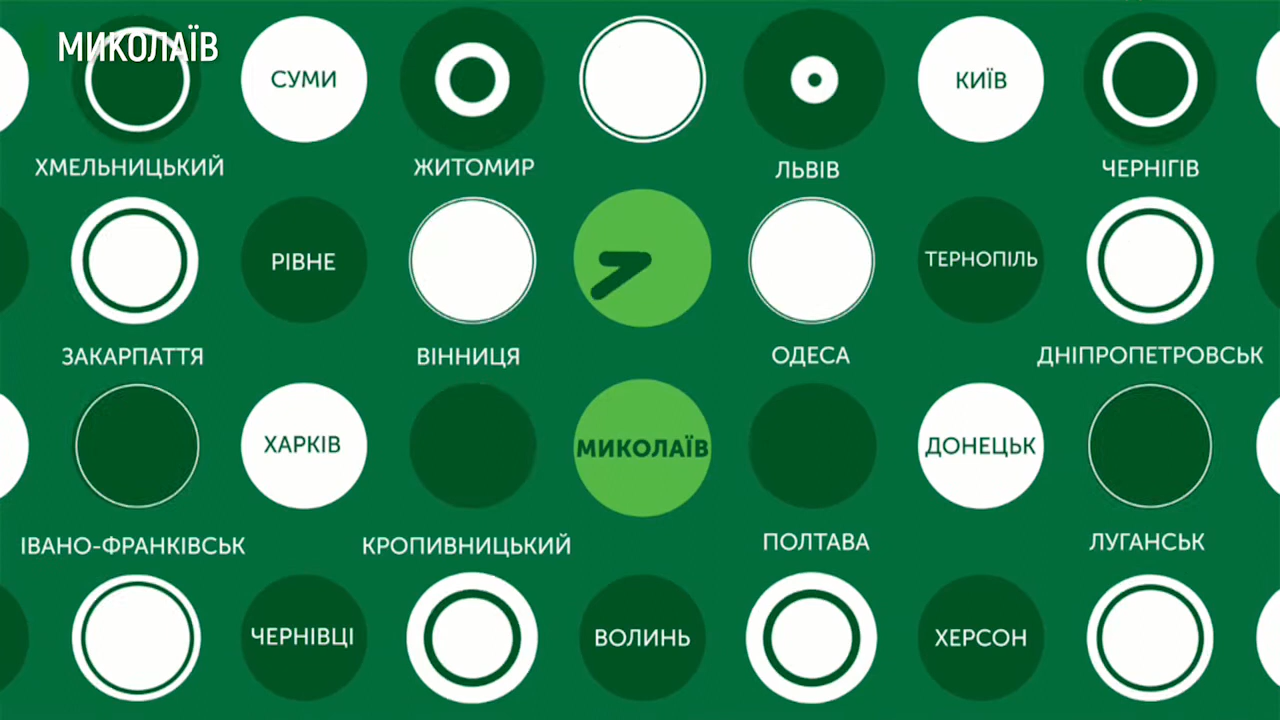 МИКОЛАЇВ
СУМИ
КИЇВ
ХМЕЛЬНИЦЬКИЙ
ЖИТОМИР
ЛЬВІВ
ЧЕРНІГІВ
РІВНЕ
ТЕРНОПІЛЬ
ЗАКАРПАТТЯ
ВІННИЦЯ
ОДЕСА
ДНІПРОПЕТРОВСЬК
ХАРКІВ
МИКОЛАЇВ
ДОНЕЦЬК
ІВАНО-ФРАНКІВСЬК
КРОПИВНИЦЬКИЙ
ПОЛТАВА
ЛУГАНСЬК
ЧЕРНІВЦІ
ВОЛИНЬ
ХЕРСОН